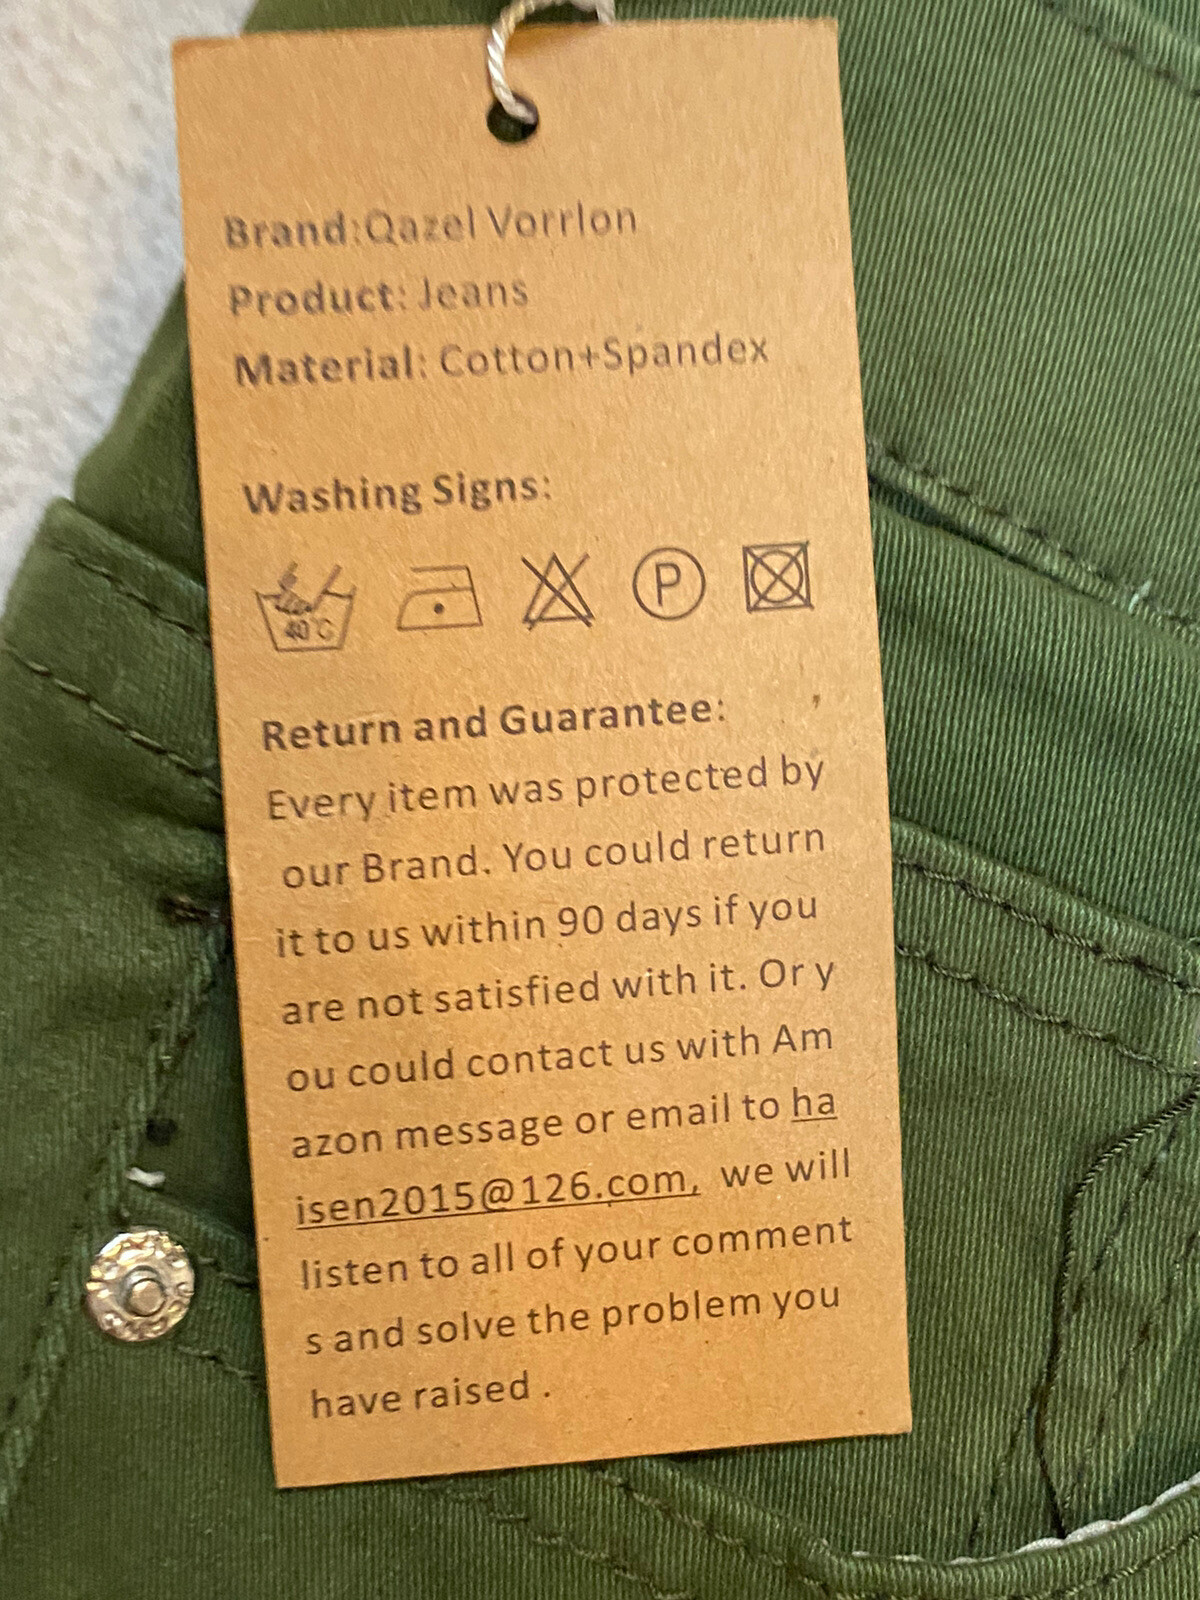 Brand:Qazel Vorrlon
Product: Jeans
Material: Cotton+Spandex
Washing Signs:
40℃
P
Return and Guarantee:
Every item was protected by
our Brand. You could return
it to us within 90 days if you
are not satisfied with it. Or y
ou could contact us with Am
azon message or email to ha
isen2015@126.com, we will
listen to all of your comment
s and solve the problem you
have raised .